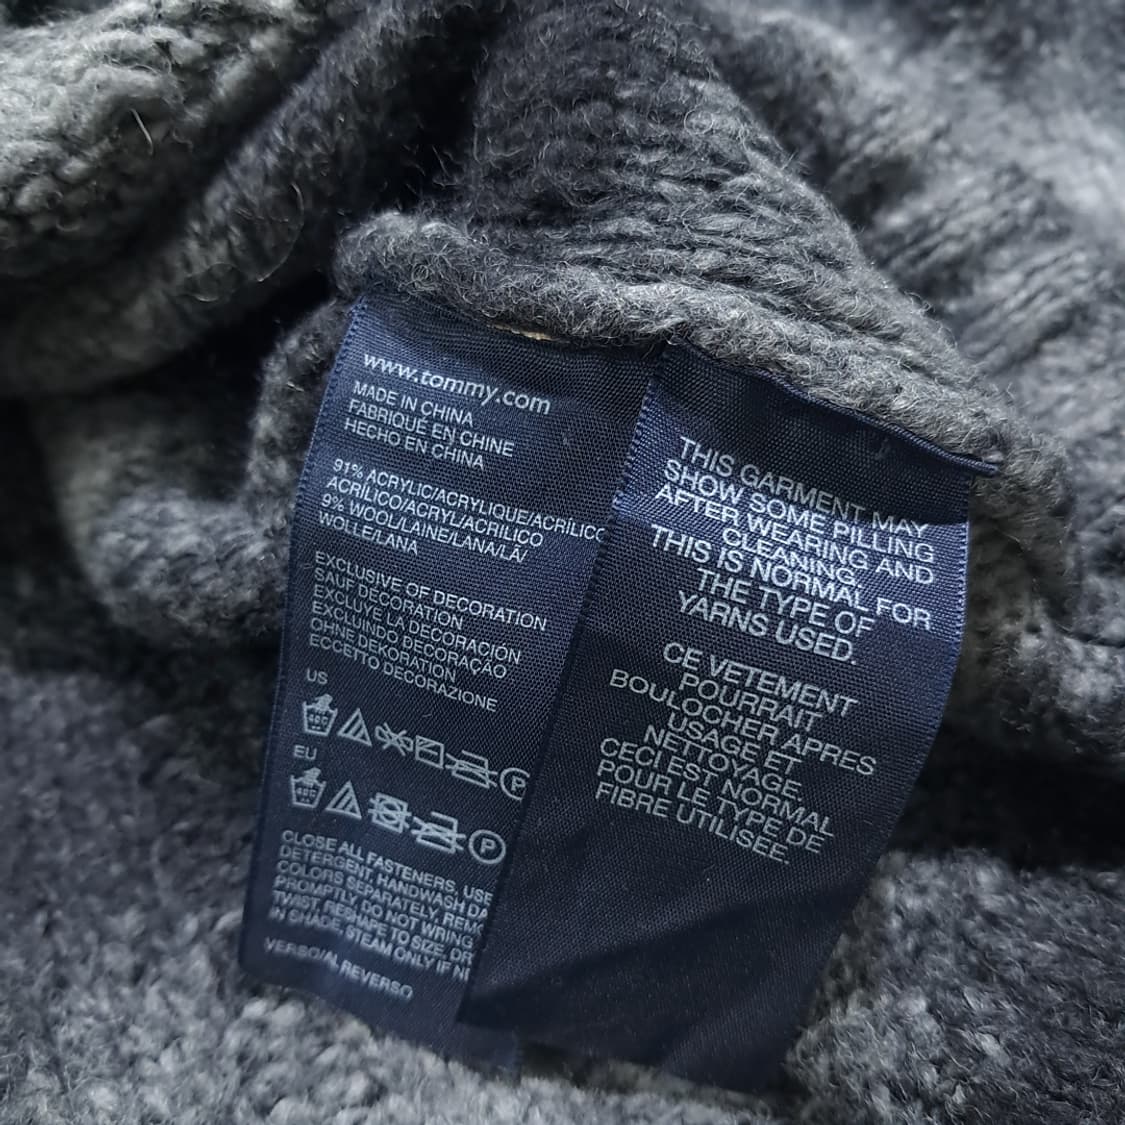 www.tommy.com
MADE IN CHINA
FABRIQUÉ EN CHINE
HECHO EN CHINA
91% ACRYLIC/ACRYLIQUE/ACRÍLICO
ACRILICO/ACRYL/ACRILICO
9% WOOL/LAINE/LANA/LÃ/
WOLLE/LANA
EXCLUSIVE OF DECORATION
SAUF DÉCORATION
EXCLUYE LA DECORACIÓN
EXCLUINDO DECORAÇÃO
OHNE DEKORATION
ECCETTO DECORAZIONE
US
40C
P
EU
40C
P
CLOSE ALL FASTENERS, USE
DETERGENT. HANDWASH DA
COLORS SEPARATELY. REMO
PROMPTLY, DO NOT WRING
TWIST. RESHAPE TO SIZE, DR
IN SHADE, STEAM ONLY IF N
VERSO/AL REVERSO
THIS GARMENT MAY
SHOW SOME PILLING
AFTER WEARING AND
CLEANING.
THIS IS NORMAL FOR
THE TYPE OF
YARNS USED.
CE VETEMENT
POURRAIT
BOULOCHER APRES
USAGE ET
NETTOYAGE.
CECI EST NORMAL
POUR LE TYPE DE
FIBRE UTILISEE.